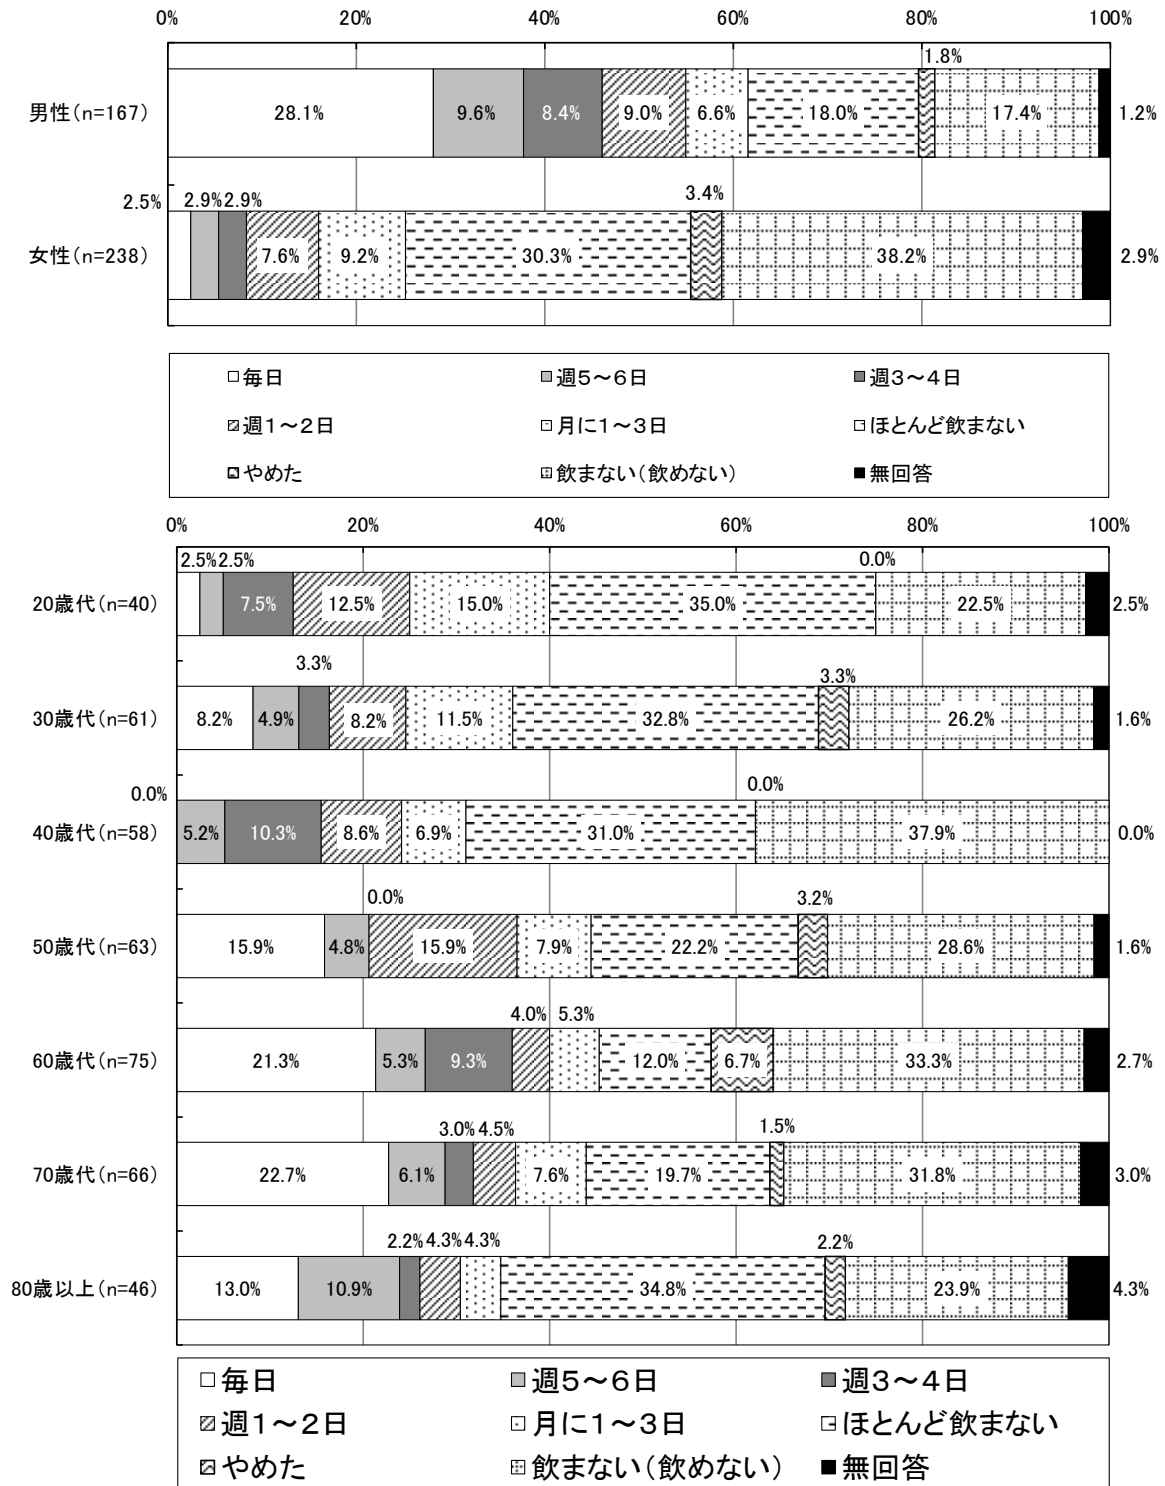 0% 20% 40% 60% 80% 100%
1.8%
男性(n=167) 28.1% 9.6% 8.4% 9.0% 6.6% 18.0% 17.4% 1.2%
2.5% 2.9% 2.9% 3.4%
女性(n=238) 7.6% 9.2% 30.3% 38.2% 2.9%
毎日 週5～6日 週3～4日
週1～2日 月に1～3日 ほとんど飲まない
やめた 飲まない(飲めない) 無回答
0% 20% 40% 60% 80% 100%
2.5% 2.5% 0.0%
20歳代(n=40) 7.5% 12.5% 15.0% 35.0% 22.5% 2.5%
3.3% 3.3%
30歳代(n=61) 8.2% 4.9% 8.2% 11.5% 32.8% 26.2% 1.6%
0.0% 0.0%
40歳代(n=58) 5.2% 10.3% 8.6% 6.9% 31.0% 37.9% 0.0%
0.0% 3.2%
50歳代(n=63) 15.9% 4.8% 15.9% 7.9% 22.2% 28.6% 1.6%
4.0% 5.3%
60歳代(n=75) 21.3% 5.3% 9.3% 12.0% 6.7% 33.3% 2.7%
3.0% 4.5% 1.5%
70歳代(n=66) 22.7% 6.1% 7.6% 19.7% 31.8% 3.0%
2.2% 4.3% 4.3% 2.2%
80歳以上(n=46) 13.0% 10.9% 34.8% 23.9% 4.3%
毎日 週5～6日 週3～4日
週1～2日 月に1～3日 ほとんど飲まない
やめた 飲まない(飲めない) 無回答